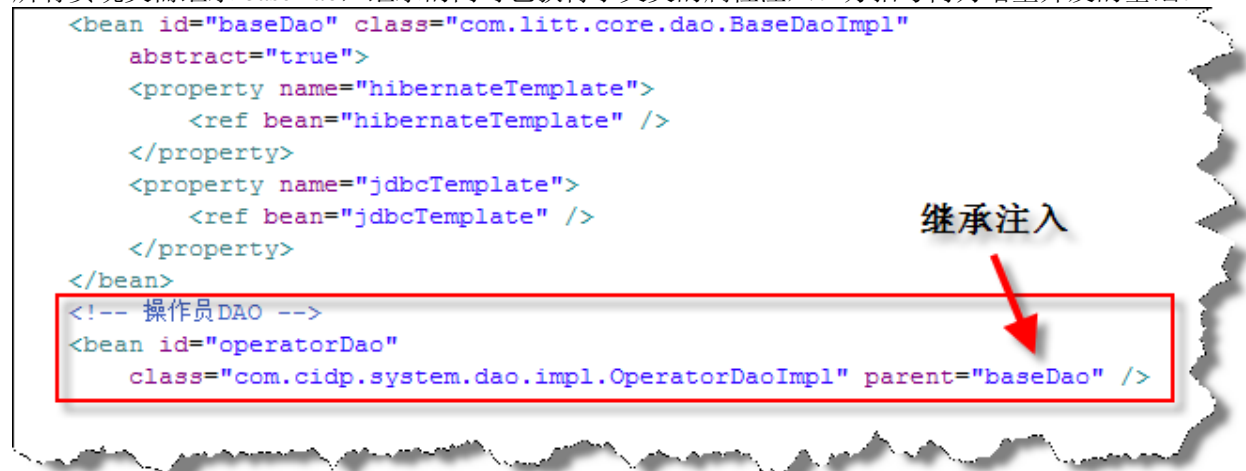 <bean id="baseDao" class="com.litt.core.dao.BaseDaoImpl"
abstract="true">
<property name="hibernateTemplate">
<ref bean="hibernateTemplate" />
</property>
<property name="jdbcTemplate">
<ref bean="jdbcTemplate" />
</property>
</bean>
继承注入
<!-- 操作员DAO -->
<bean id="operatorDao"
class="com.cidp.system.dao.impl.OperatorDaoImpl" parent="baseDao" />